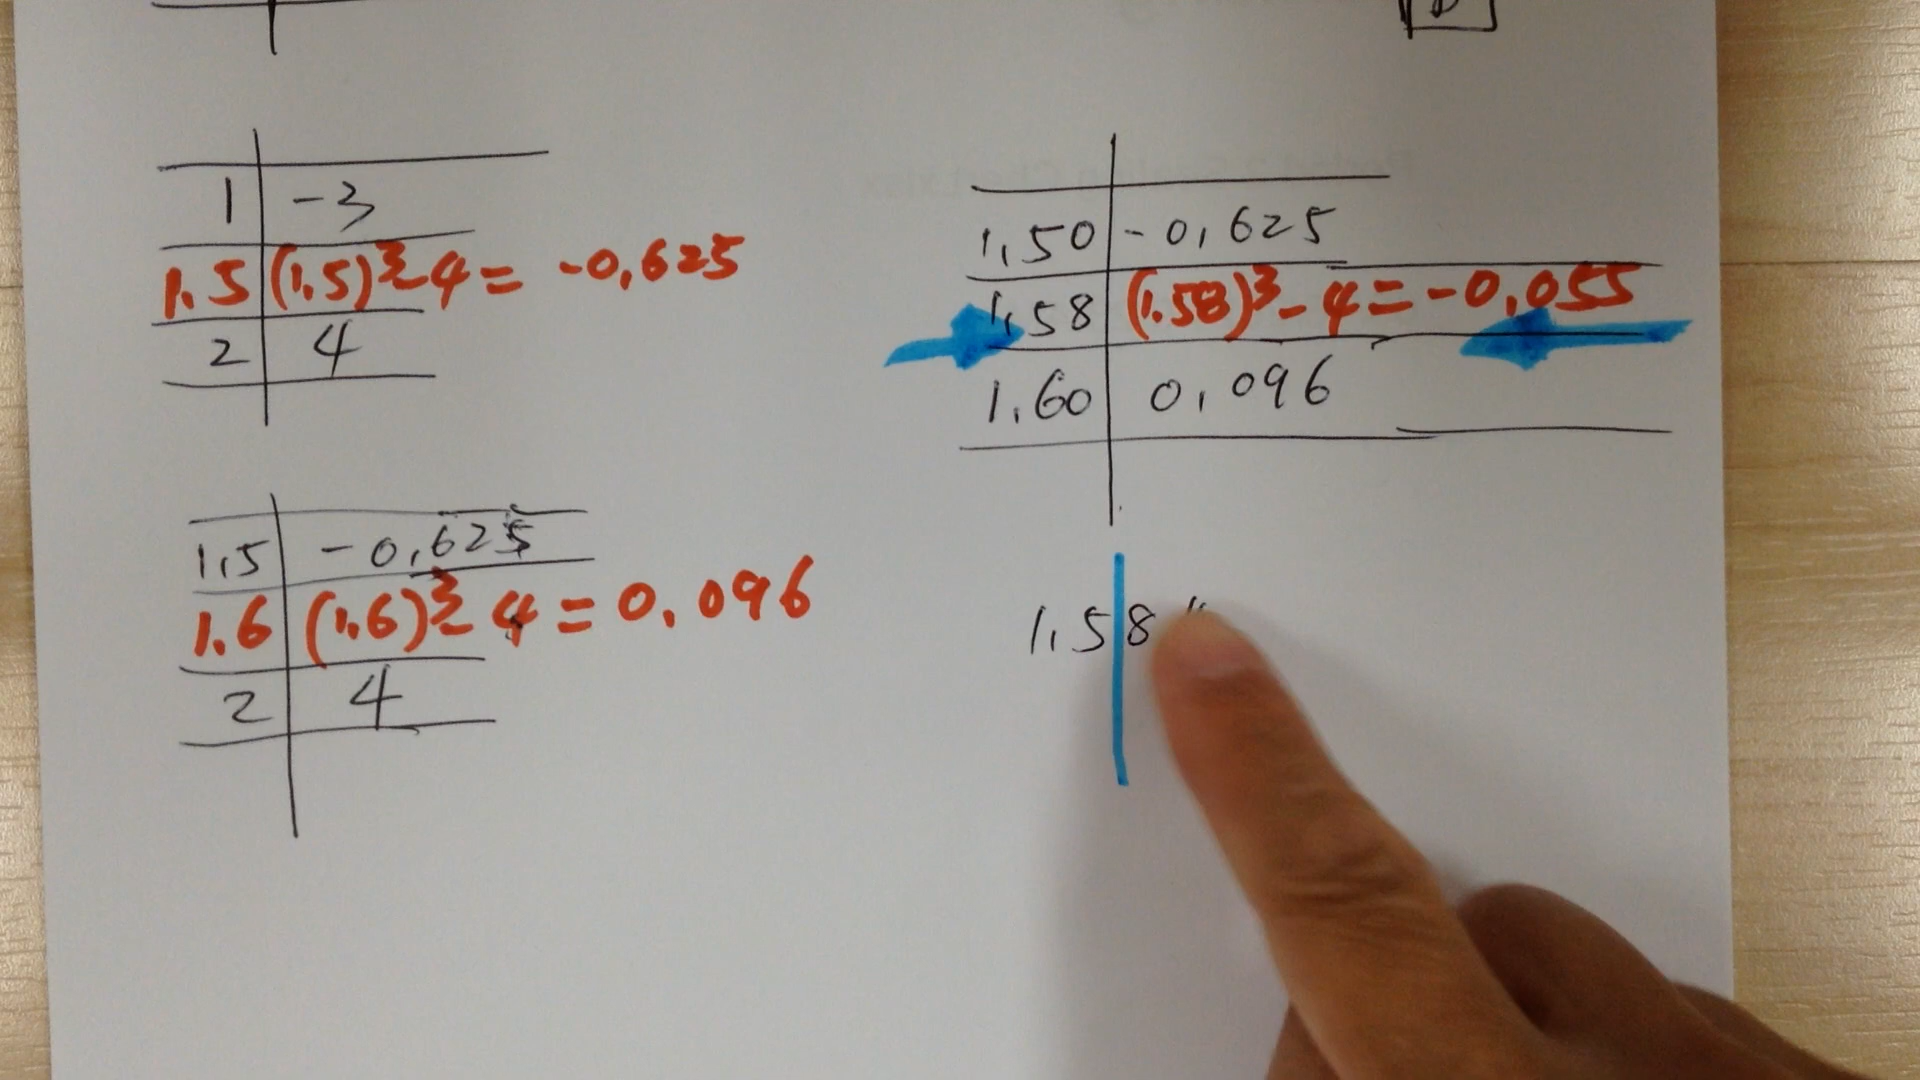 1 -3
1.5 (1.5)³-4 = -0,625
2 4
1,5 -0,625
1.6 (1.6)³-4 = 0.096
2 4
1,50 -0,625
1,58 (1.58)³-4 = -0,055
1.60 0,096
1,58